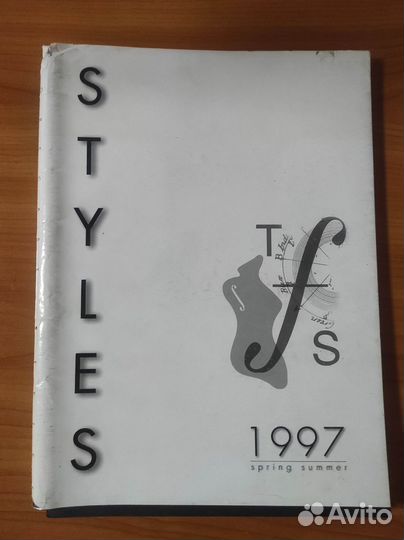 STYLES
T
f
S
1997
spring summer
Avito